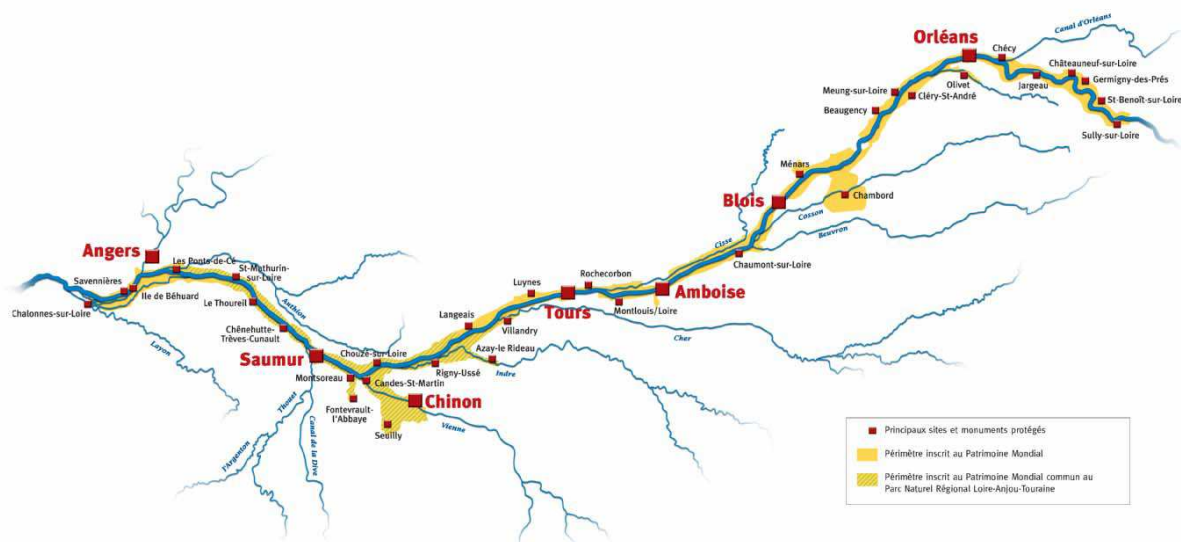 Orléans
Chécy
Canal d'Orléans
Châteauneuf-sur-Loire
Germigny-des-Prés
St-Benoît-sur-Loire
Sully-sur-Loire
Jargeau
Olivet
Meung-sur-Loire
Cléry-St-André
Beaugency
Ménars
Chambord
Blois
Cosson
Beuvron
Cisse
Chaumont-sur-Loire
Angers
Les Ponts-de-Cé
St-Mathurin-
sur-Loire
Savennières
Ile de Béhuard
Chalonnes-sur-Loire
Le Thoureil
Authion
Layon
Chênehutte-
Trèves-Cunault
Saumur
Rochecorbon
Luynes
Amboise
Tours
Montlouis/Loire
Langeais
Villandry
Cher
Chouzé-sur-Loire
Azay-le Rideau
Indre
Rigny-Ussé
Montsoreau
Candes-St-Martin
Chinon
Fontevrault-
l'Abbaye
Seuilly
Vienne
Thouet
l'Argenton
Canal de la Dive
Principaux sites et monuments protégés
Périmètre inscrit au Patrimoine Mondial
Périmètre inscrit au Patrimoine Mondial commun au
Parc Naturel Régional Loire-Anjou-Touraine